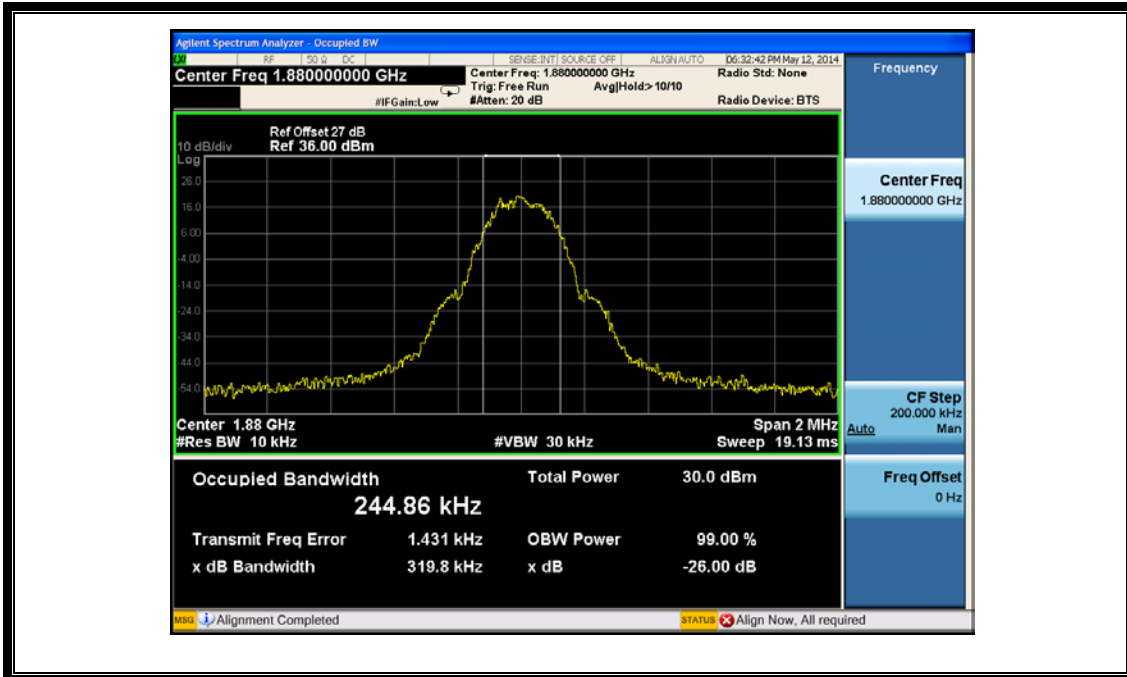 Agilent Spectrum Analyzer - Occupied BW
LXI RF 50 Ω DC SENSE:INT SOURCE OFF ALIGN AUTO 06:32:42 PM May 12, 2014
Center Freq 1.880000000 GHz
Center Freq: 1.880000000 GHz
Radio Std: None
Trig: Free Run Avg|Hold:> 10/10
#IFGain:Low
#Atten: 20 dB
Radio Device: BTS
Ref Offset 27 dB
10 dB/div Ref 36.00 dBm
Log
26.0
16.0
6.00
-4.00
-14.0
-24.0
-34.0
-44.0
-54.0
Center 1.88 GHz Span 2 MHz
#Res BW 10 kHz #VBW 30 kHz Sweep 19.13 ms
Occupied Bandwidth Total Power 30.0 dBm
244.86 kHz
Transmit Freq Error 1.431 kHz OBW Power 99.00 %
x dB Bandwidth 319.8 kHz x dB -26.00 dB
Frequency
Center Freq
1.880000000 GHz
CF Step
200.000 kHz
Auto Man
Freq Offset
0 Hz
MSG Alignment Completed STATUS Align Now, All required